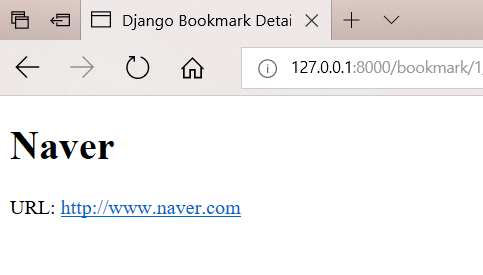 Django Bookmark Detai
127.0.0.1:8000/bookmark/1
Naver
URL: http://www.naver.com